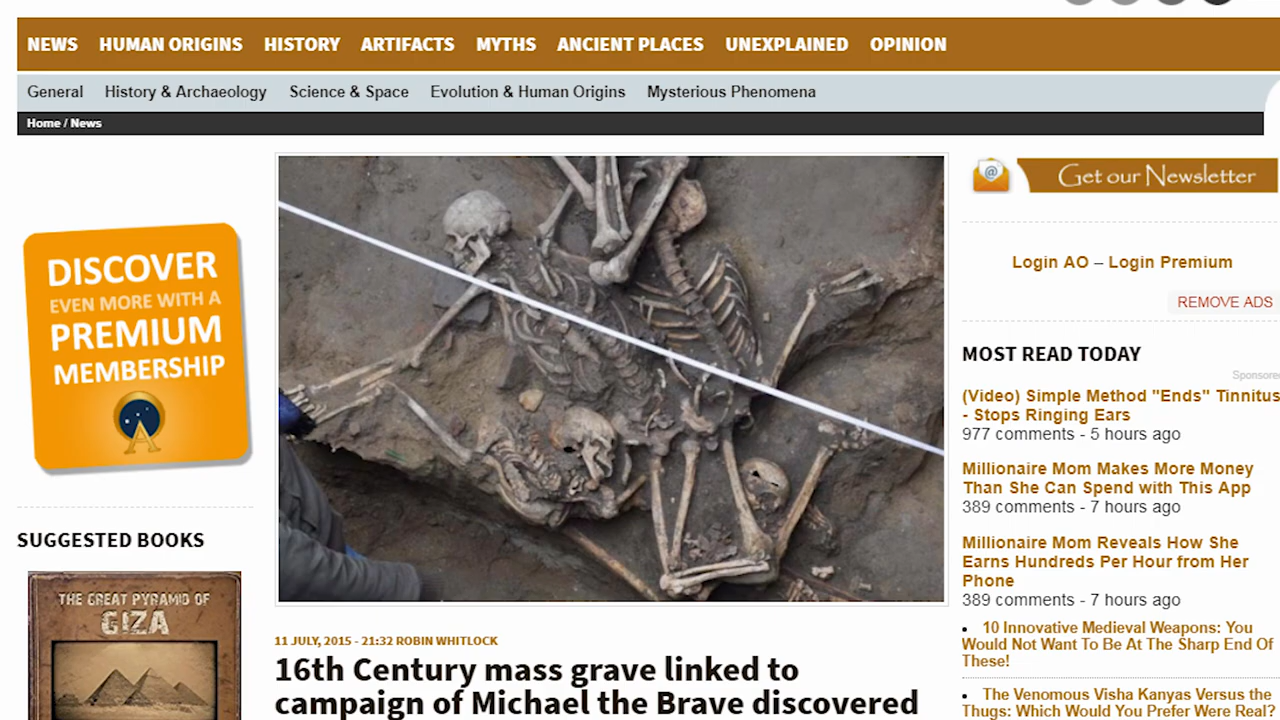 NEWS HUMAN ORIGINS HISTORY ARTIFACTS MYTHS ANCIENT PLACES UNEXPLAINED OPINION
General History & Archaeology Science & Space Evolution & Human Origins Mysterious Phenomena
Home / News
DISCOVER
EVEN MORE WITH A
PREMIUM
MEMBERSHIP
SUGGESTED BOOKS
THE GREAT PYRAMID OF
GIZA
11 JULY, 2015 - 21:32 ROBIN WHITLOCK
16th Century mass grave linked to
campaign of Michael the Brave discovered
@ Get our Newsletter
Login AO – Login Premium
REMOVE ADS
MOST READ TODAY
Sponsore
(Video) Simple Method "Ends" Tinnitus
- Stops Ringing Ears
977 comments - 5 hours ago
Millionaire Mom Makes More Money
Than She Can Spend with This App
389 comments - 7 hours ago
Millionaire Mom Reveals How She
Earns Hundreds Per Hour from Her
Phone
389 comments - 7 hours ago
• 10 Innovative Medieval Weapons: You
Would Not Want To Be At The Sharp End Of
These!
• The Venomous Visha Kanyas Versus the
Thugs: Which Would You Prefer Were Real?